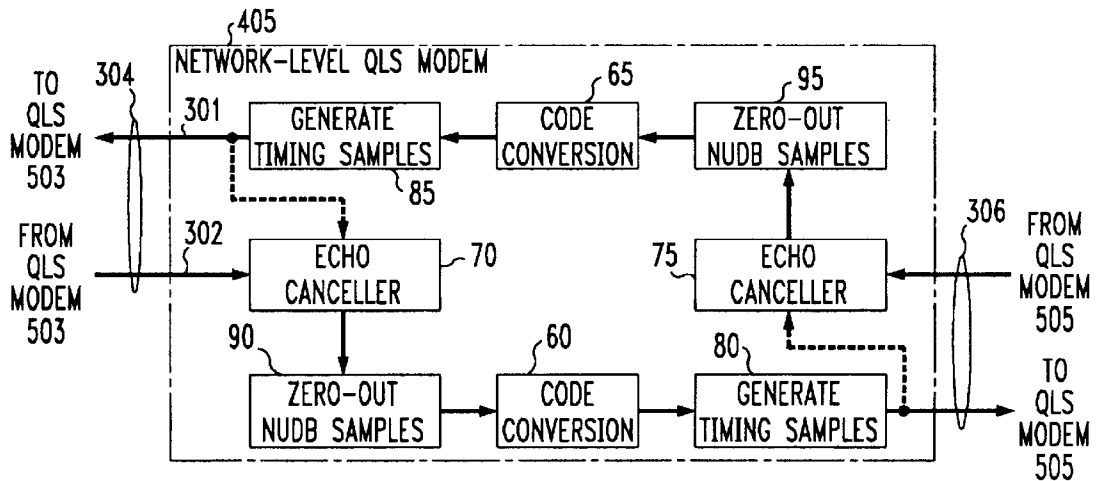 405
NETWORK-LEVEL QLS MODEM
304
TO
QLS
MODEM
503
301
GENERATE
TIMING SAMPLES
85
65
CODE
CONVERSION
95
ZERO-OUT
NUDB SAMPLES
FROM
QLS
MODEM
503
302
ECHO
CANCELLER
70
75
ECHO
CANCELLER
306
FROM
QLS
MODEM
505
90
ZERO-OUT
NUDB SAMPLES
60
CODE
CONVERSION
80
GENERATE
TIMING SAMPLES
TO
QLS
MODEM
505